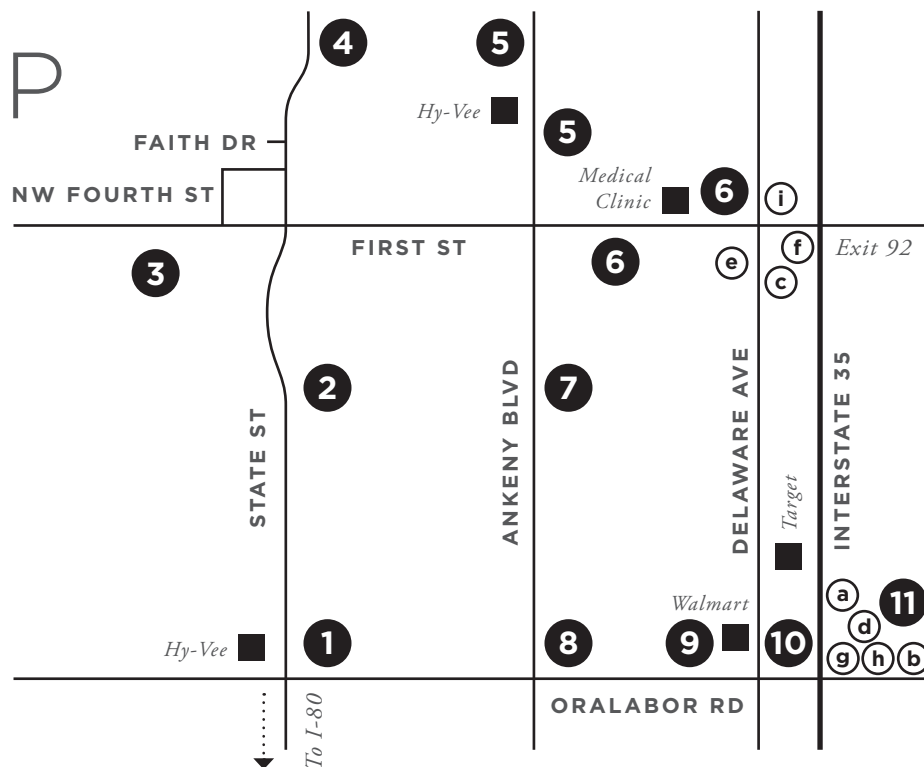 P
4
5
Hy-Vee
5
FAITH DR
Medical
Clinic
6
i
NW FOURTH ST
FIRST ST
3
6
e
f
c
Exit 92
2
7
STATE ST
ANKENY BLVD
DELAWARE AVE
INTERSTATE 35
Target
Hy-Vee
1
8
Walmart
9
10
a
11
d
g
h
b
ORALABOR RD
To I-80